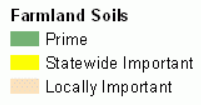 Farmland Soils
Prime
Statewide Important
Locally Important